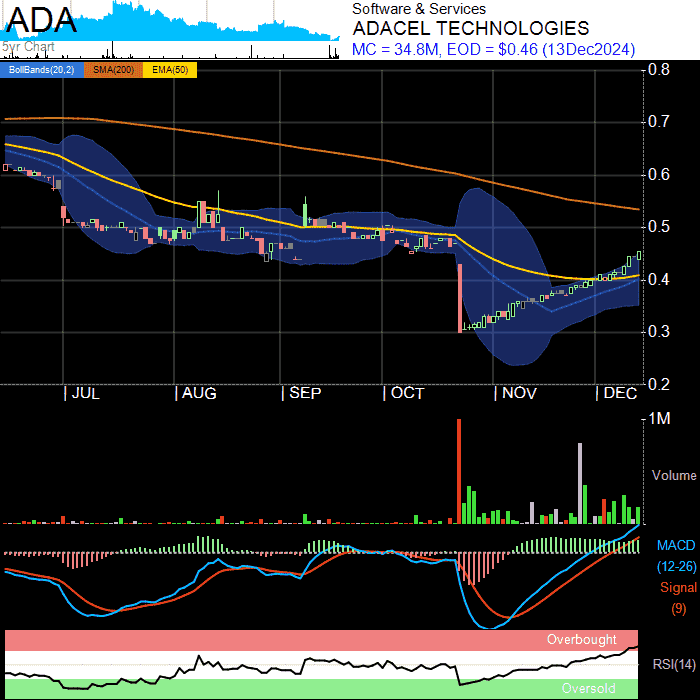 ADA
5yr Chart
Software & Services
ADACEL TECHNOLOGIES
MC = 34.8M, EOD = $0.46 (13Dec2024)
BollBands(20,2) SMA(200) EMA(50)
0.8
0.7
0.6
0.5
0.4
0.3
0.2
JUL AUG SEP OCT NOV DEC
1M
Volume
MACD
(12-26)
Signal
(9)
Overbought
RSI(14)
Oversold